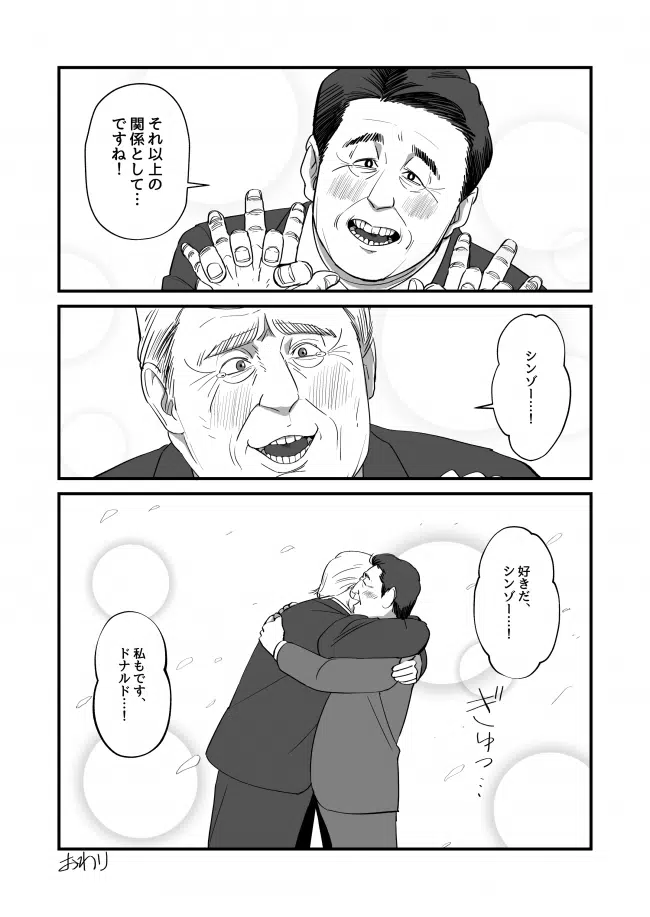 それ以上の
関係として…
ですね！
シンゾー…！
好きだ、
シンゾー…！
ぎゅっ…
私もです、
ドナルド…！
おわり